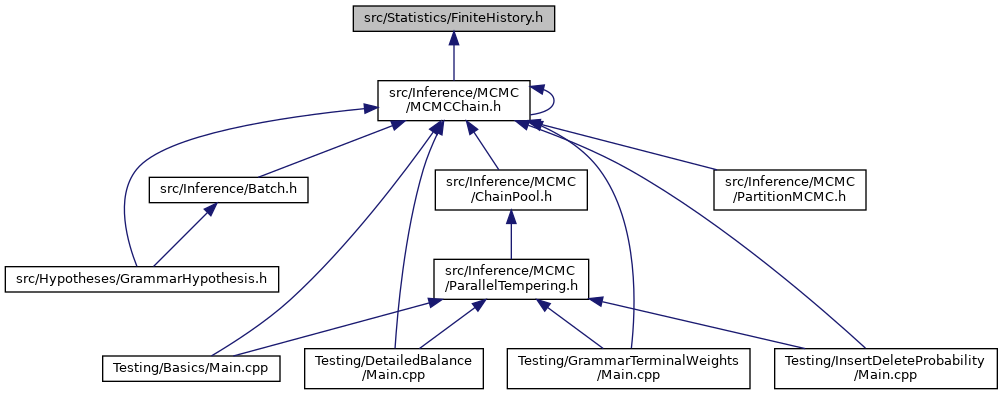 src/Statistics/FiniteHistory.h
src/Inference/MCMC
/MCMCChain.h
src/Inference/Batch.h
src/Inference/MCMC
/ChainPool.h
src/Inference/MCMC
/PartitionMCMC.h
src/Hypotheses/GrammarHypothesis.h
src/Inference/MCMC
/ParallelTempering.h
Testing/Basics/Main.cpp
Testing/DetailedBalance
/Main.cpp
Testing/GrammarTerminalWeights
/Main.cpp
Testing/InsertDeleteProbability
/Main.cpp